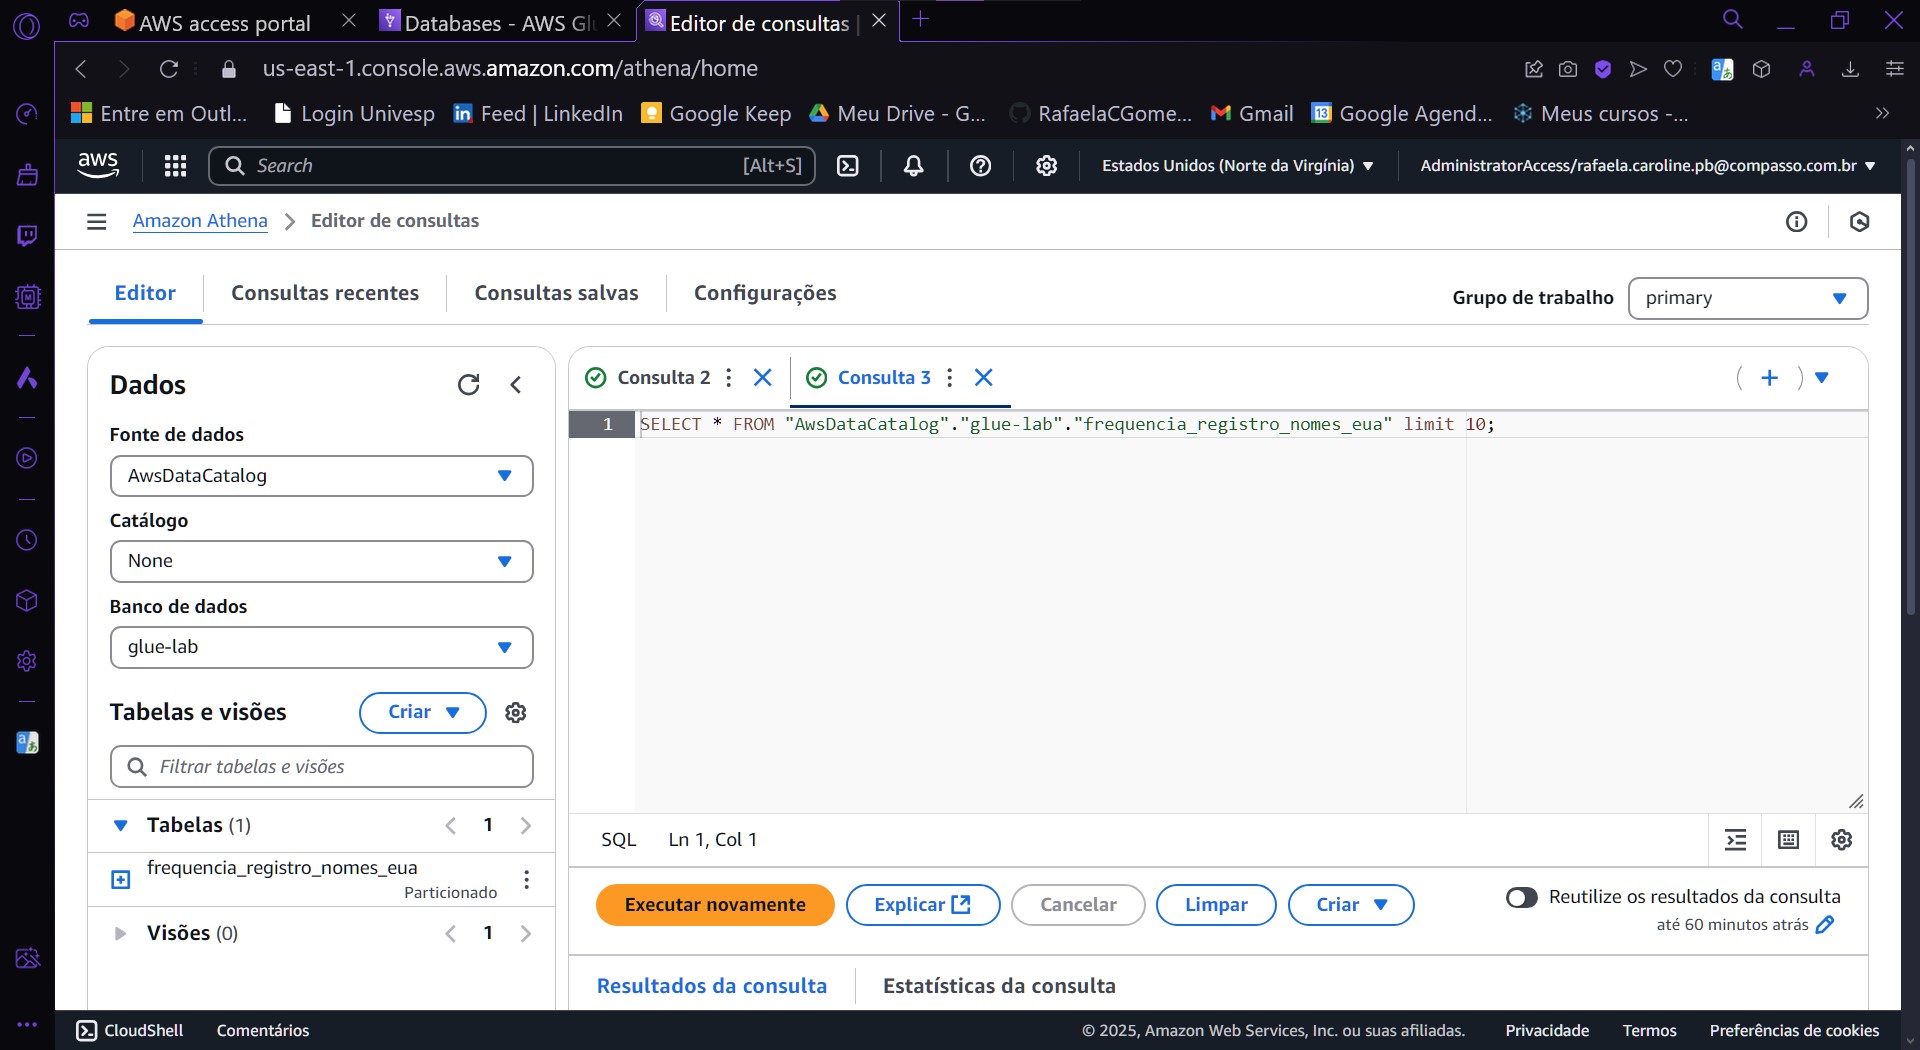 AWS access portal
Databases - AWS Gl
Editor de consultas |
us-east-1.console.aws.amazon.com/athena/home
Entre em Outl...
Login Univesp
Feed | LinkedIn
Google Keep
Meu Drive - G...
RafaelaCGome...
Gmail
Google Agend...
Meus cursos -...
aws
Search
[Alt+S]
Estados Unidos (Norte da Virgínia)
AdministratorAccess/rafaela.caroline.pb@compasso.com.br
Amazon Athena
Editor de consultas
Editor
Consultas recentes
Consultas salvas
Configurações
Grupo de trabalho
primary
Dados
Fonte de dados
AwsDataCatalog
Catálogo
None
Banco de dados
glue-lab
Tabelas e visões
Criar
Filtrar tabelas e visões
Tabelas (1)
1
frequencia_registro_nomes_eua
Particionado
Visões (0)
1
Consulta 2
Consulta 3
1
SELECT * FROM "AwsDataCatalog"."glue-lab"."frequencia_registro_nomes_eua" limit 10;
SQL
Ln 1, Col 1
Executar novamente
Explicar
Cancelar
Limpar
Criar
Reutilize os resultados da consulta
até 60 minutos atrás
Resultados da consulta
Estatísticas da consulta
CloudShell
Comentários
© 2025, Amazon Web Services, Inc. ou suas afiliadas.
Privacidade
Termos
Preferências de cookies